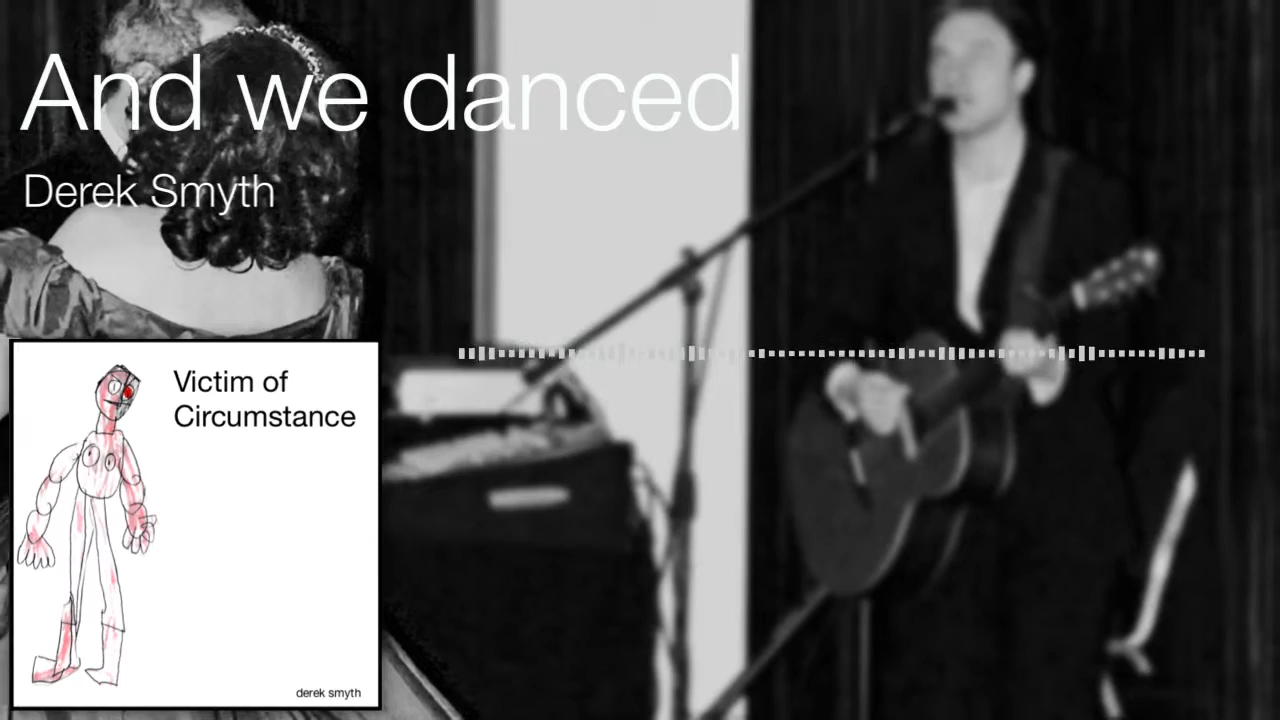 And we danced
Derek Smyth
Victim of
Circumstance
derek smyth